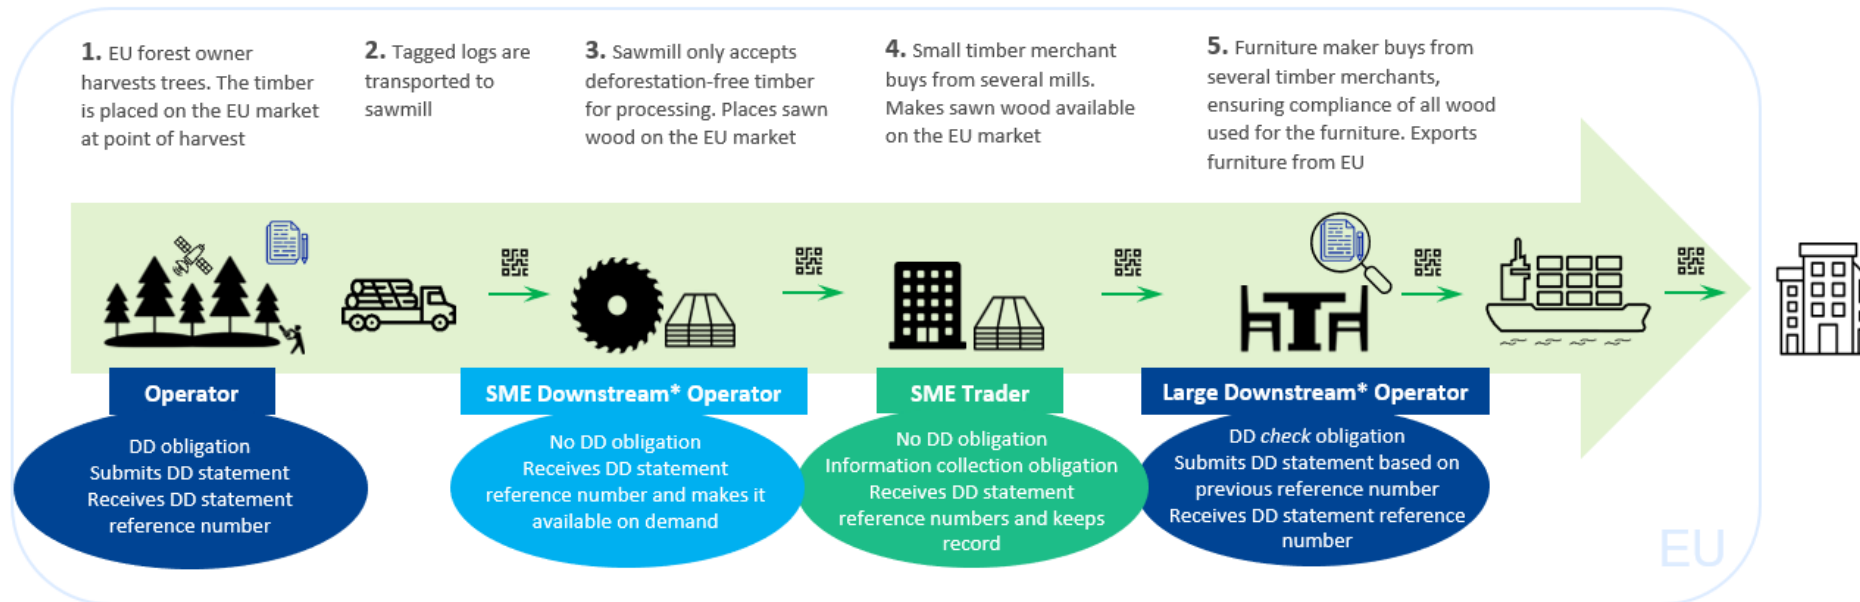 1. EU forest owner
harvests trees. The timber
is placed on the EU market
at point of harvest
2. Tagged logs are
transported to
sawmill
3. Sawmill only accepts
deforestation-free timber
for processing. Places sawn
wood on the EU market
4. Small timber merchant
buys from several mills.
Makes sawn wood available
on the EU market
5. Furniture maker buys from
several timber merchants,
ensuring compliance of all wood
used for the furniture. Exports
furniture from EU
Operator
DD obligation
Submits DD statement
Receives DD statement
reference number
SME Downstream* Operator
No DD obligation
Receives DD statement
reference number and makes it
available on demand
SME Trader
No DD obligation
Information collection obligation
Receives DD statement
reference numbers and keeps
record
Large Downstream* Operator
DD check obligation
Submits DD statement based on
previous reference number
Receives DD statement reference
number
EU